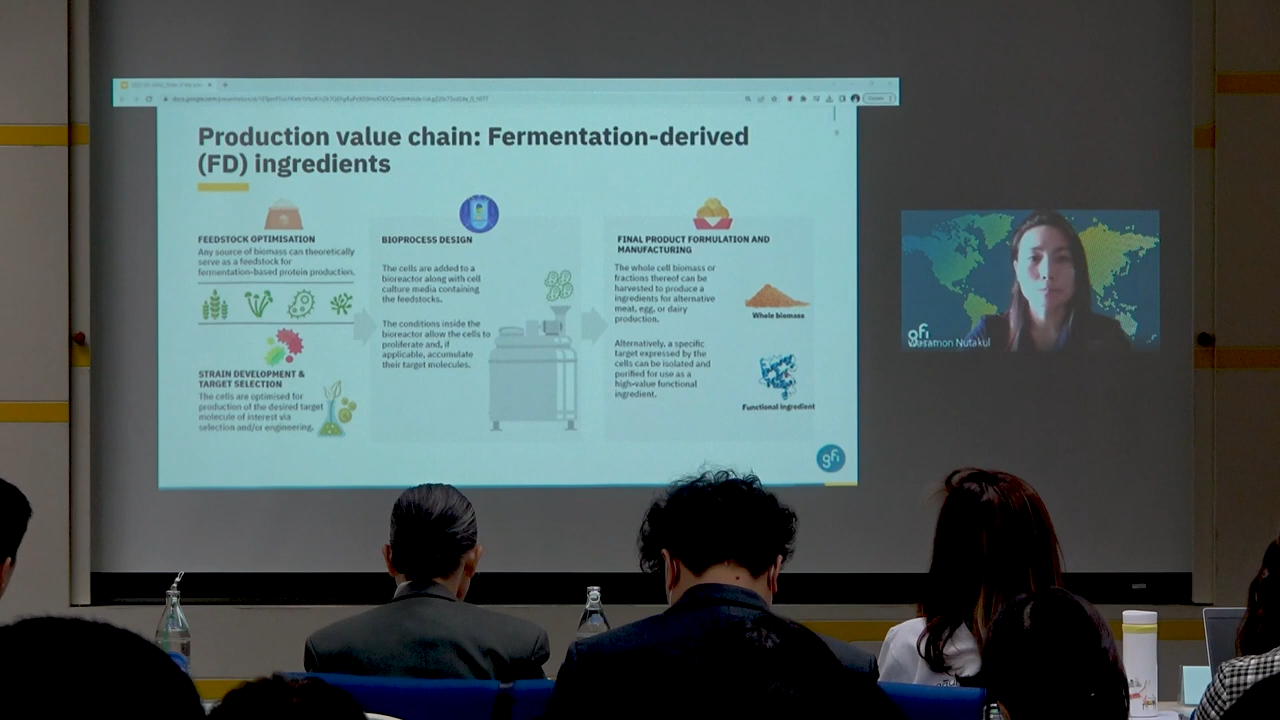 Production value chain: Fermentation-derived
(FD) ingredients
FEEDSTOCK OPTIMISATION
Any source of biomass can theoretically
serve as a feedstock for
fermentation-based protein production.
STRAIN DEVELOPMENT &
TARGET SELECTION
The cells are optimised for
production of the desired target
molecule of interest via
selection and/or engineering.
BIOPROCESS DESIGN
The cells are added to a
bioreactor along with cell
culture media containing
the feedstocks.
The conditions inside the
bioreactor allow the cells to
proliferate and, if
applicable, accumulate
their target molecules.
FINAL PRODUCT FORMULATION AND
MANUFACTURING
The whole cell biomass or
fractions thereof can be
harvested to produce a
ingredients for alternative
meat, egg, or dairy
production.
Alternatively, a specific
target expressed by the
cells can be isolated and
purified for use as a
high-value functional
ingredient.
Whole biomass
Functional ingredient
gfi
gfi
Nutakul